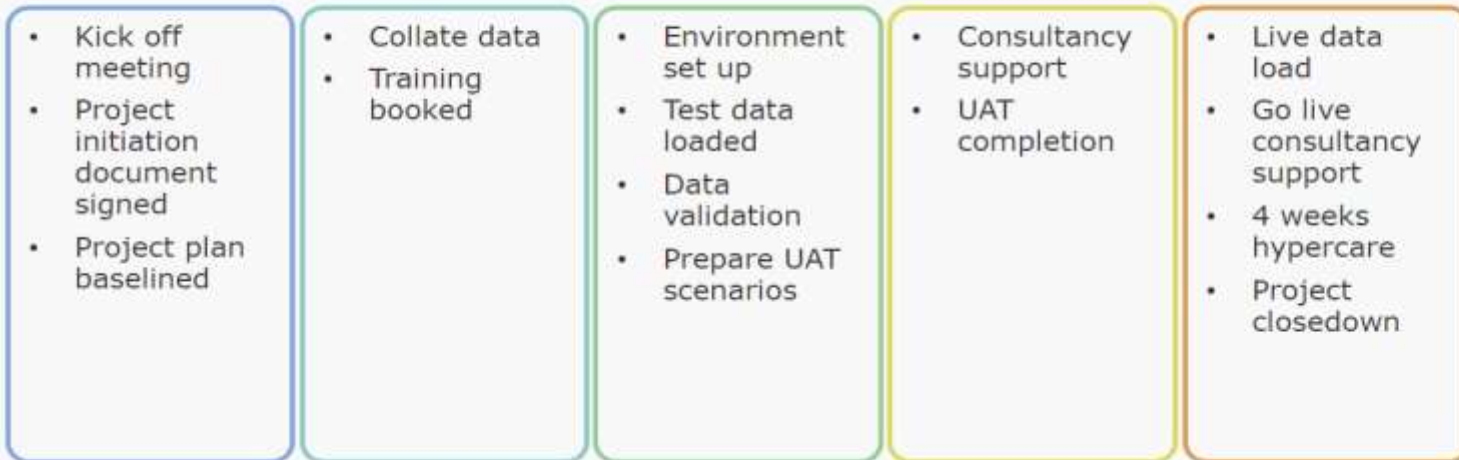 • Kick off
meeting
• Project
initiation
document
signed
• Project plan
baselined
• Collate data
• Training
booked
• Environment
set up
• Test data
loaded
• Data
validation
• Prepare UAT
scenarios
• Consultancy
support
• UAT
completion
• Live data
load
• Go live
consultancy
support
• 4 weeks
hypercare
• Project
closedown